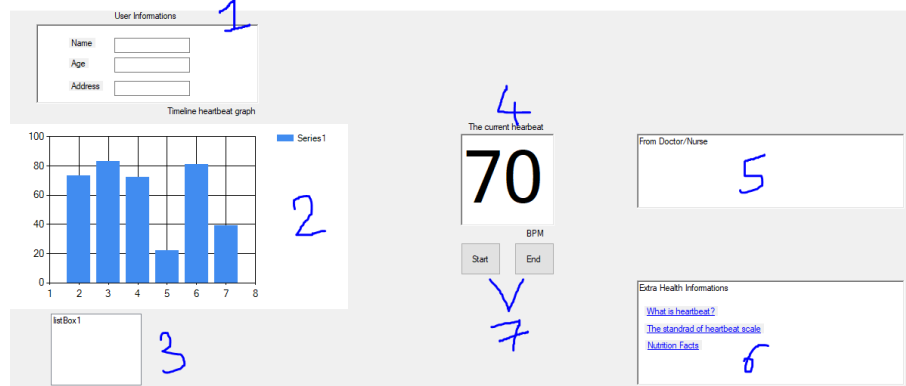 1
User Informations
Name
Age
Address
Timeline heartbeat graph
100
80
60
40
20
0
1 2 3 4 5 6 7 8
Series1
2
listBox1
3
4
The current hearbeat
70
BPM
Start End
7
From Doctor/Nurse
5
Extra Health Informations
What is heartbeat?
The standrad of heartbeat scale
Nutrition Facts
6